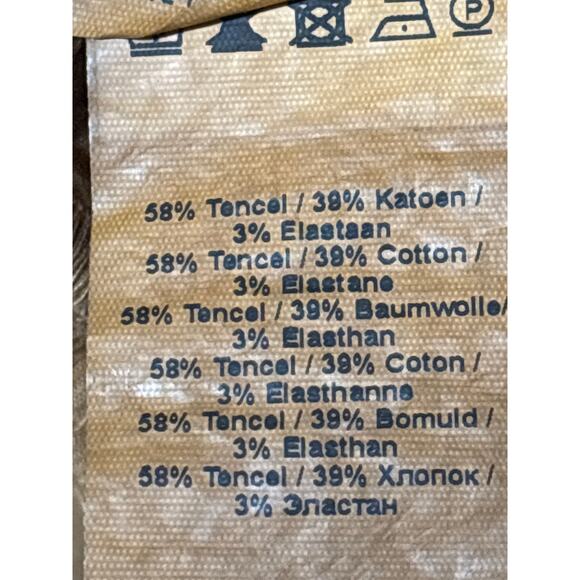 P
58% Tencel / 39% Katoen /
3% Elastaan
58% Tencel / 39% Cotton /
3% Elastane
58% Tencel / 39% Baumwolle/
3% Elasthan
58% Tencel / 39% Coton /
3% Elasthanne
58% Tencel / 39% Bomuld /
3% Elasthan
58% Tencel / 39% Хлопок /
3% Эластан